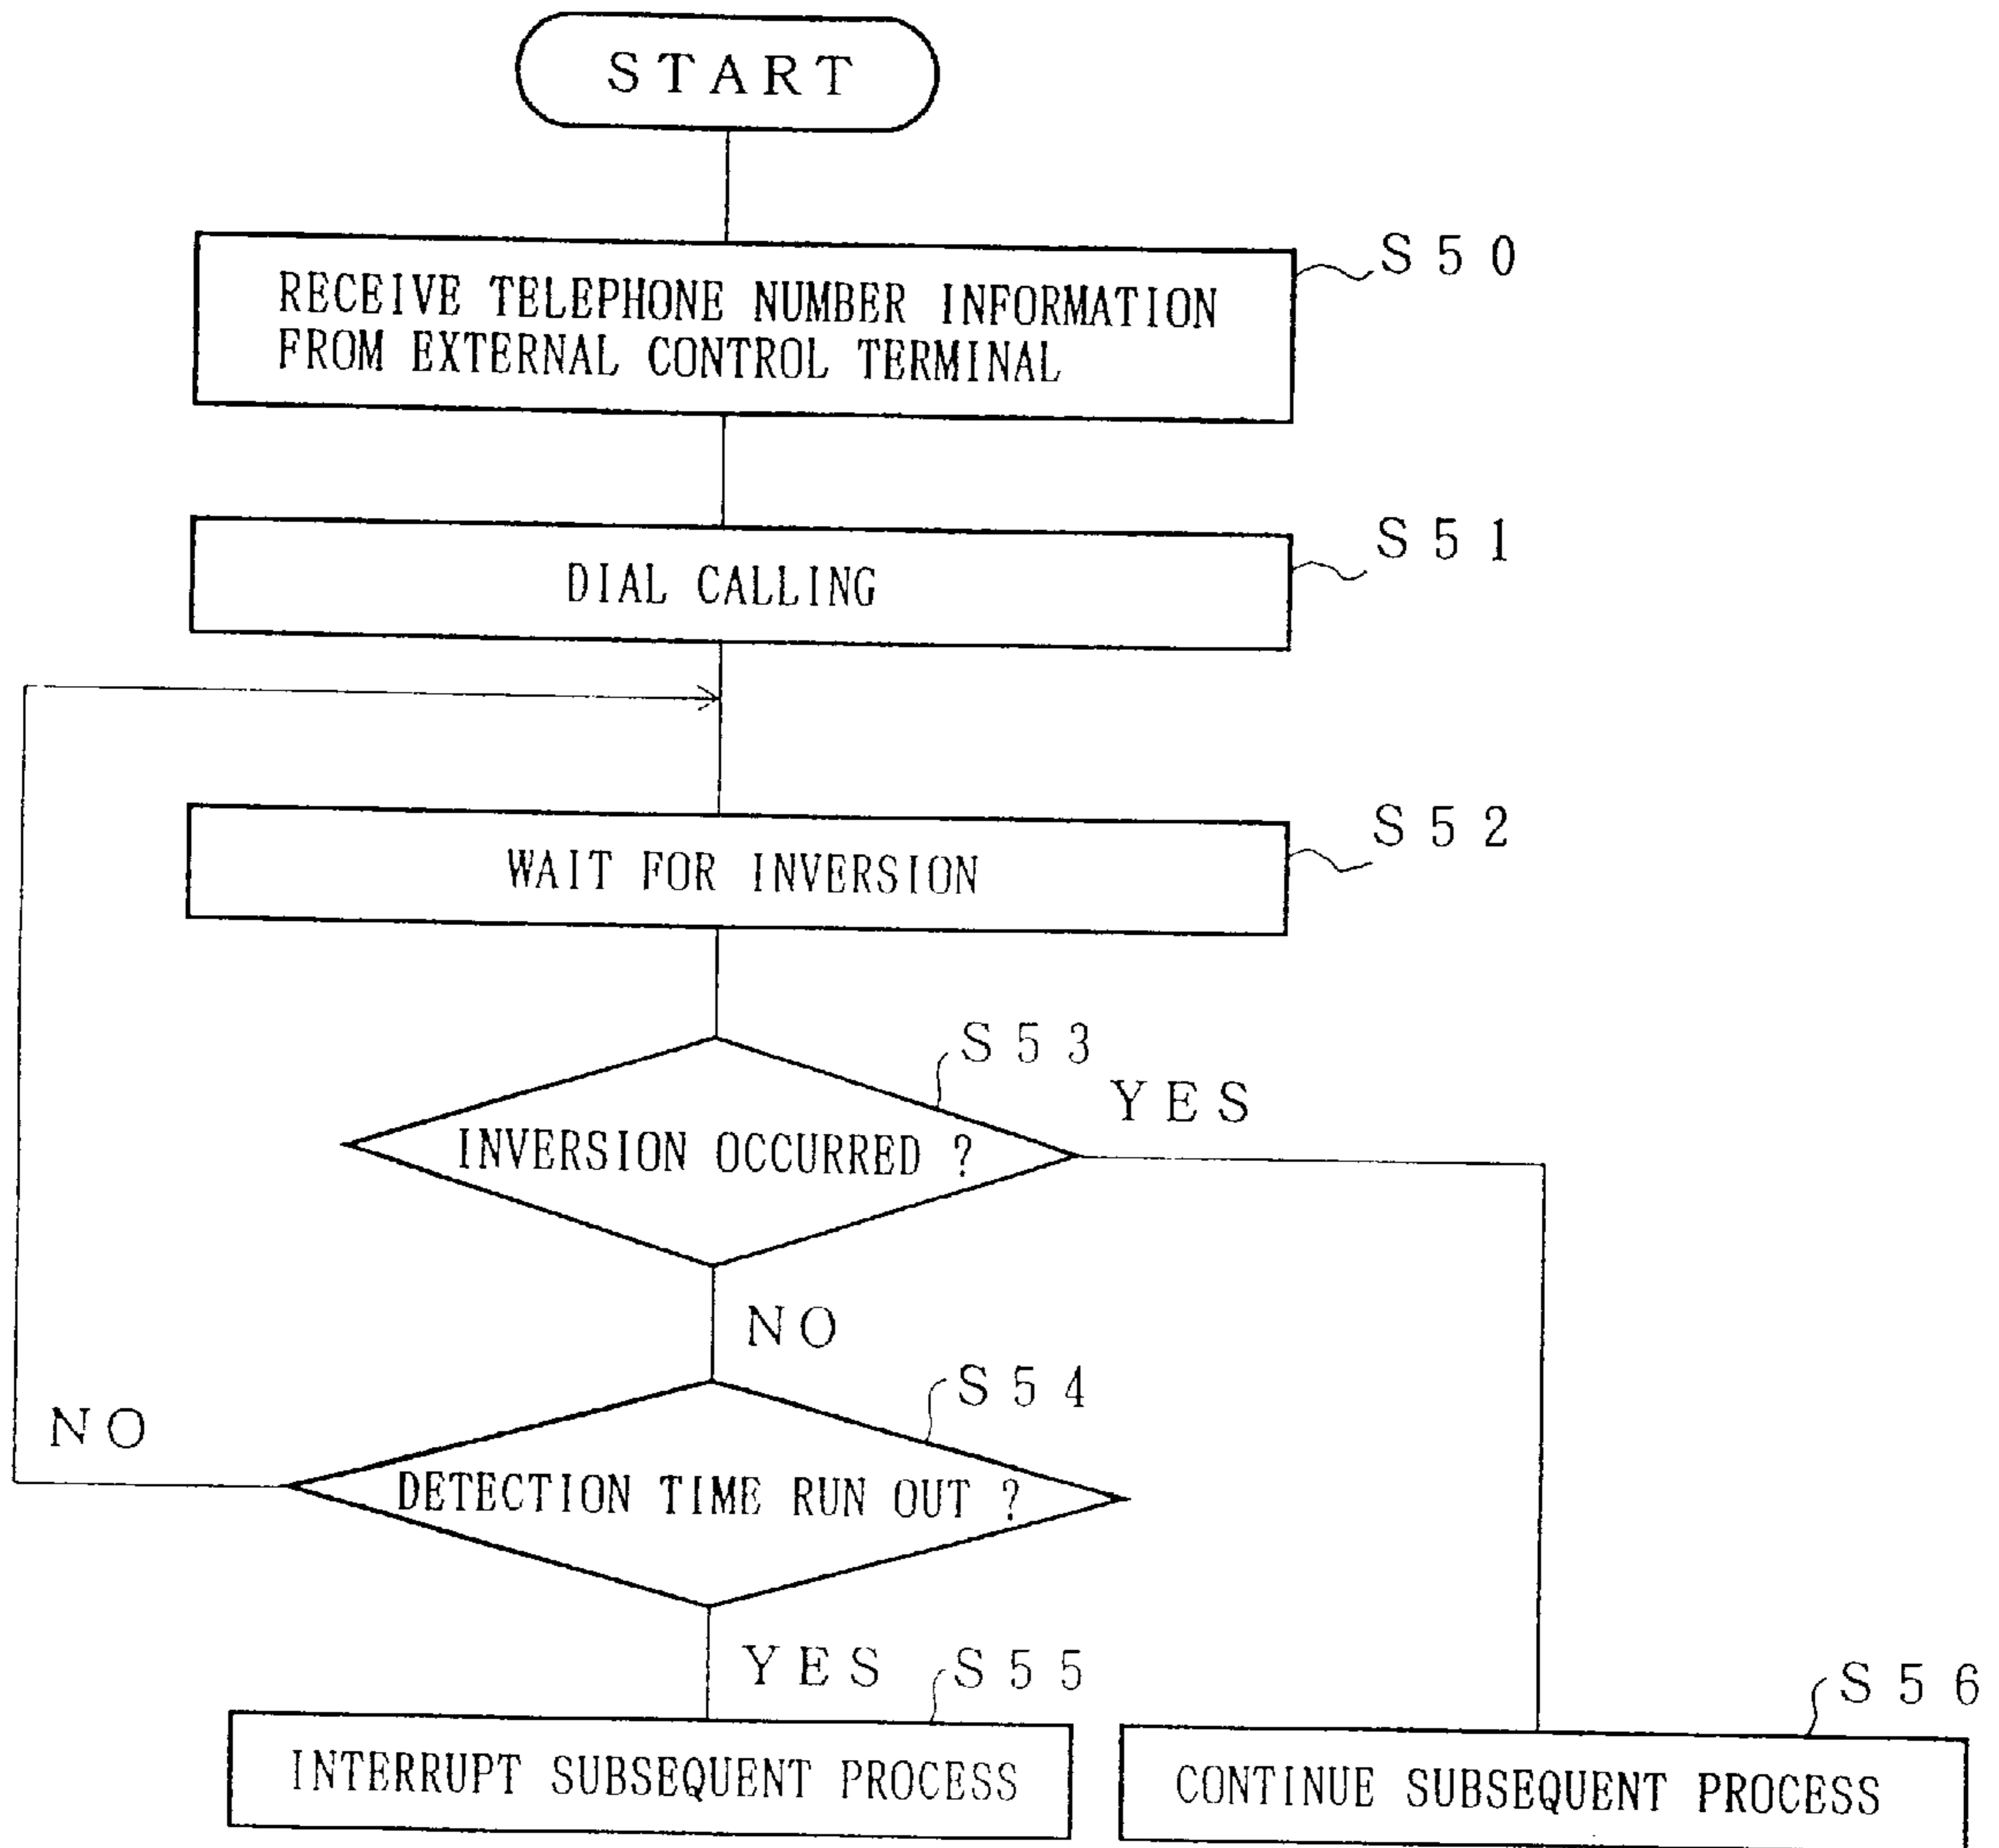 START
S50
RECEIVE TELEPHONE NUMBER INFORMATION
FROM EXTERNAL CONTROL TERMINAL
S51
DIAL CALLING
S52
WAIT FOR INVERSION
S53
YES
INVERSION OCCURRED ?
NO
S54
NO
DETECTION TIME RUN OUT ?
YES
S55
S56
INTERRUPT SUBSEQUENT PROCESS
CONTINUE SUBSEQUENT PROCESS